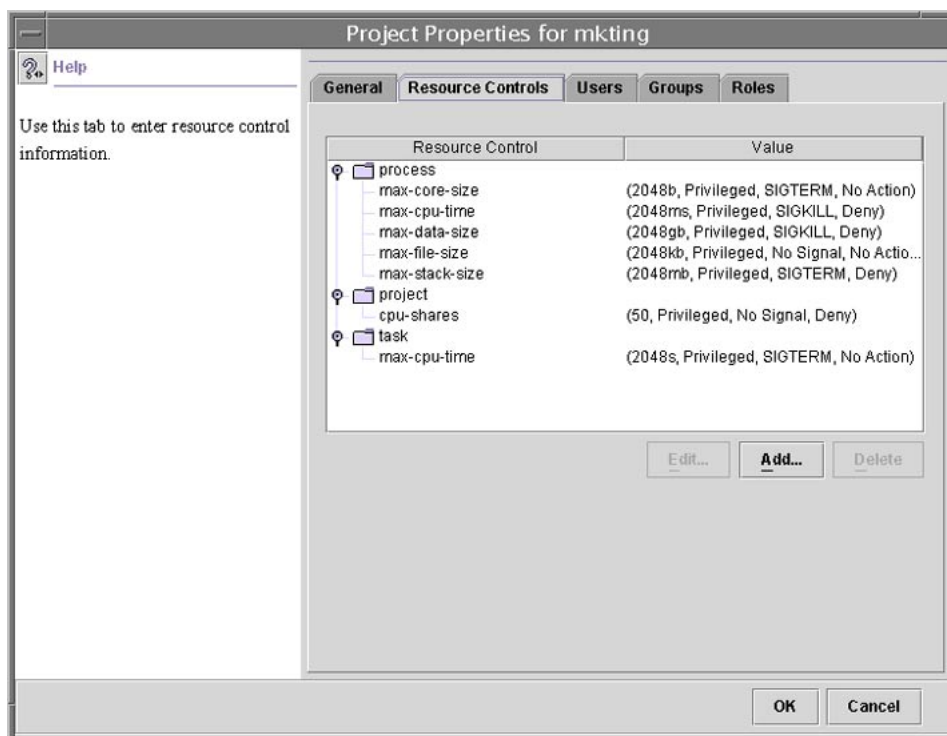 Project Properties for mkting
Help
Use this tab to enter resource control
information.
General Resource Controls Users Groups Roles
Resource Control Value
process
max-core-size (2048b, Privileged, SIGTERM, No Action)
max-cpu-time (2048ms, Privileged, SIGKILL, Deny)
max-data-size (2048gb, Privileged, SIGKILL, Deny)
max-file-size (2048kb, Privileged, No Signal, No Actio...
max-stack-size (2048mb, Privileged, SIGTERM, Deny)
project
cpu-shares (50, Privileged, No Signal, Deny)
task
max-cpu-time (2048s, Privileged, SIGTERM, No Action)
Edit... Add... Delete
OK Cancel